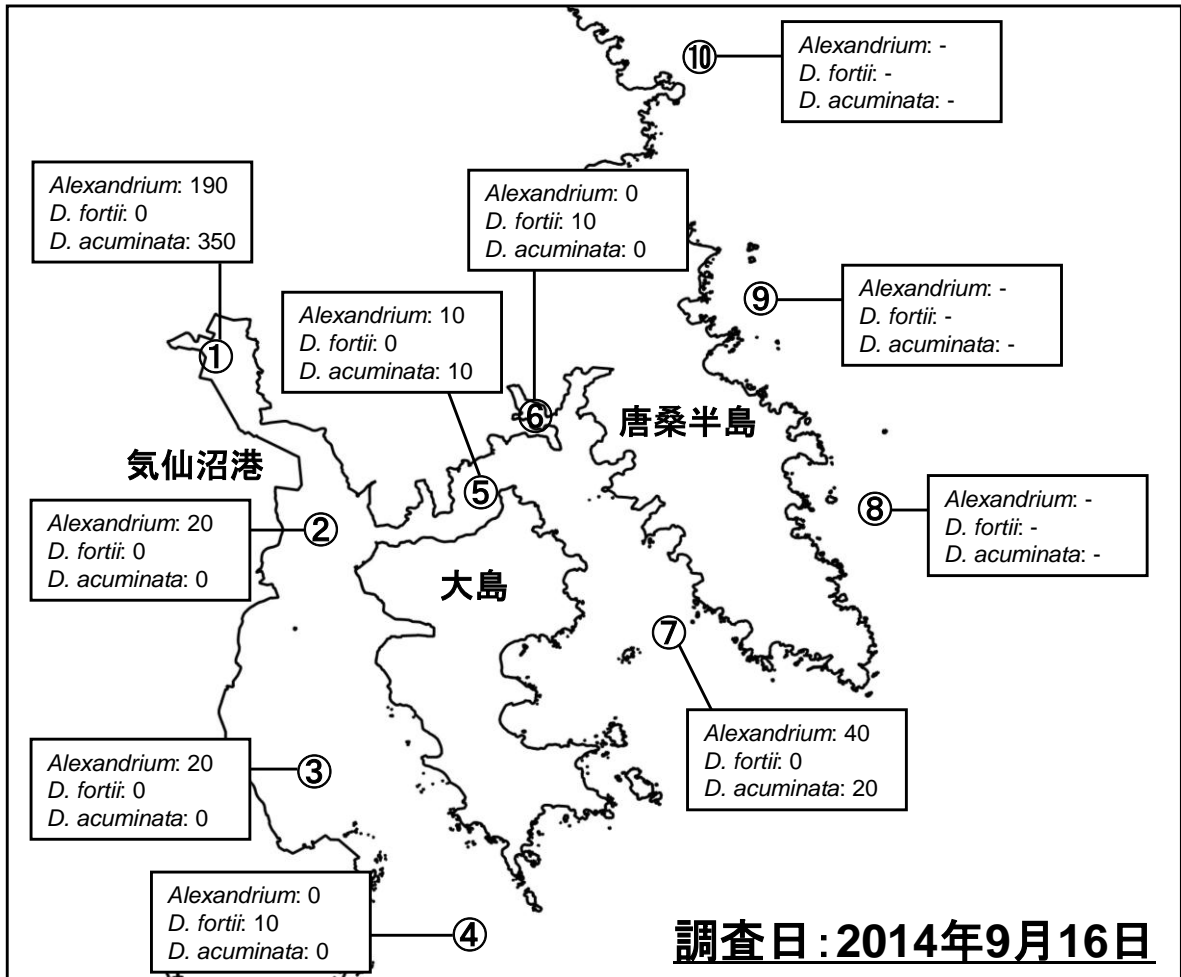 ⑩
Alexandrium: -
D. fortii: -
D. acuminata: -
Alexandrium: 190
D. fortii: 0
D. acuminata: 350
①
Alexandrium: 0
D. fortii: 10
D. acuminata: 0
⑥
⑨
Alexandrium: -
D. fortii: -
D. acuminata: -
Alexandrium: 10
D. fortii: 0
D. acuminata: 10
⑤
唐桑半島
気仙沼港
Alexandrium: 20
D. fortii: 0
D. acuminata: 0
②
⑧
Alexandrium: -
D. fortii: -
D. acuminata: -
大島
⑦
Alexandrium: 40
D. fortii: 0
D. acuminata: 20
Alexandrium: 20
D. fortii: 0
D. acuminata: 0
③
Alexandrium: 0
D. fortii: 10
D. acuminata: 0
④
調査日:2014年9月16日